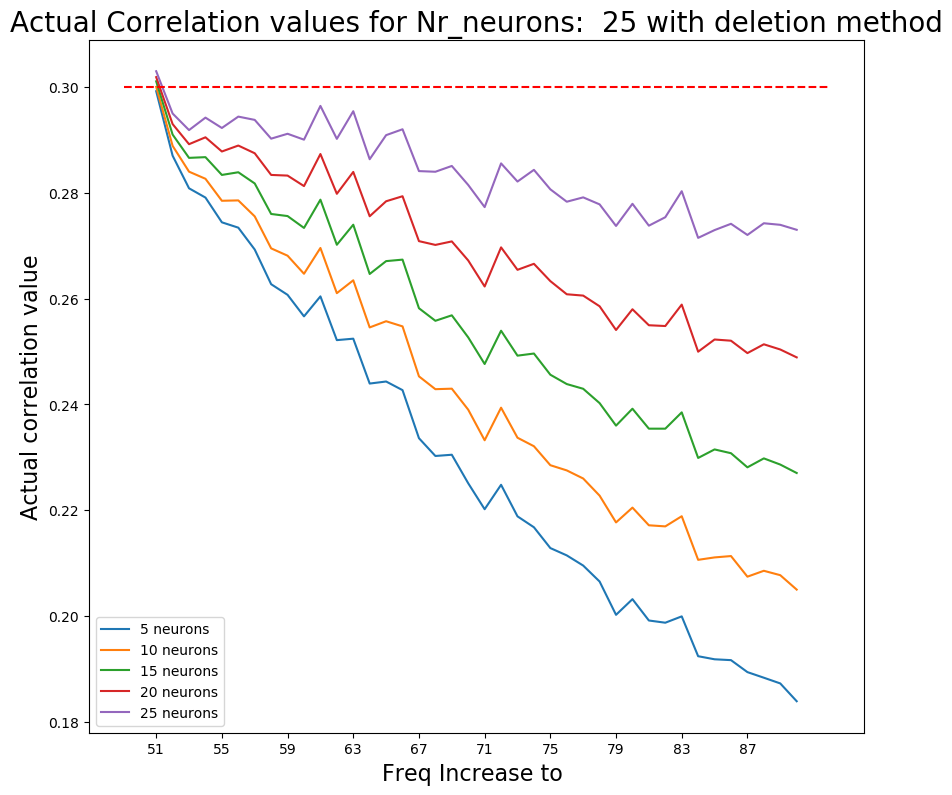 Actual Correlation values for Nr_neurons:  25 with deletion method
Actual correlation value
0.30
0.28
0.26
0.24
0.22
0.20
0.18
5 neurons
10 neurons
15 neurons
20 neurons
25 neurons
51 55 59 63 67 71 75 79 83 87
Freq Increase to